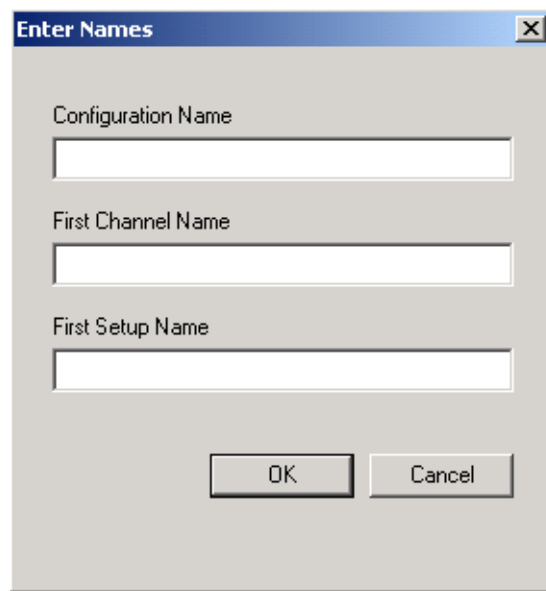 Enter Names
Configuration Name
First Channel Name
First Setup Name
OK
Cancel